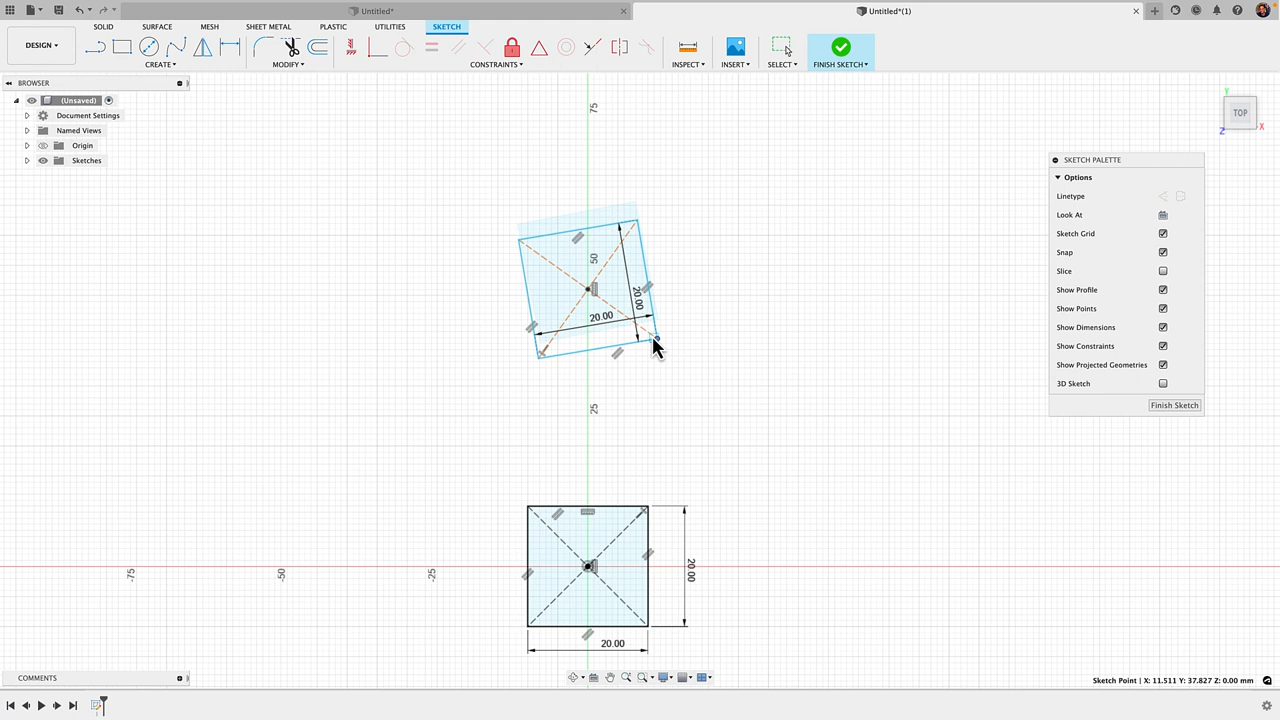 Untitled*
Untitled*(1)
DESIGN
SOLID
SURFACE
MESH
SHEET METAL
PLASTIC
UTILITIES
SKETCH
CREATE
MODIFY
CONSTRAINTS
INSPECT
INSERT
SELECT
FINISH SKETCH
BROWSER
(Unsaved)
Document Settings
Named Views
Origin
Sketches
75
50
25
-75
-50
-25
20.00
20.00
20.00
20.00
Y
TOP
Z
X
SKETCH PALETTE
Options
Linetype
Look At
Sketch Grid
Snap
Slice
Show Profile
Show Points
Show Dimensions
Show Constraints
Show Projected Geometries
3D Sketch
Finish Sketch
COMMENTS
Sketch Point | X: 11.511 Y: 37.827 Z: 0.00 mm